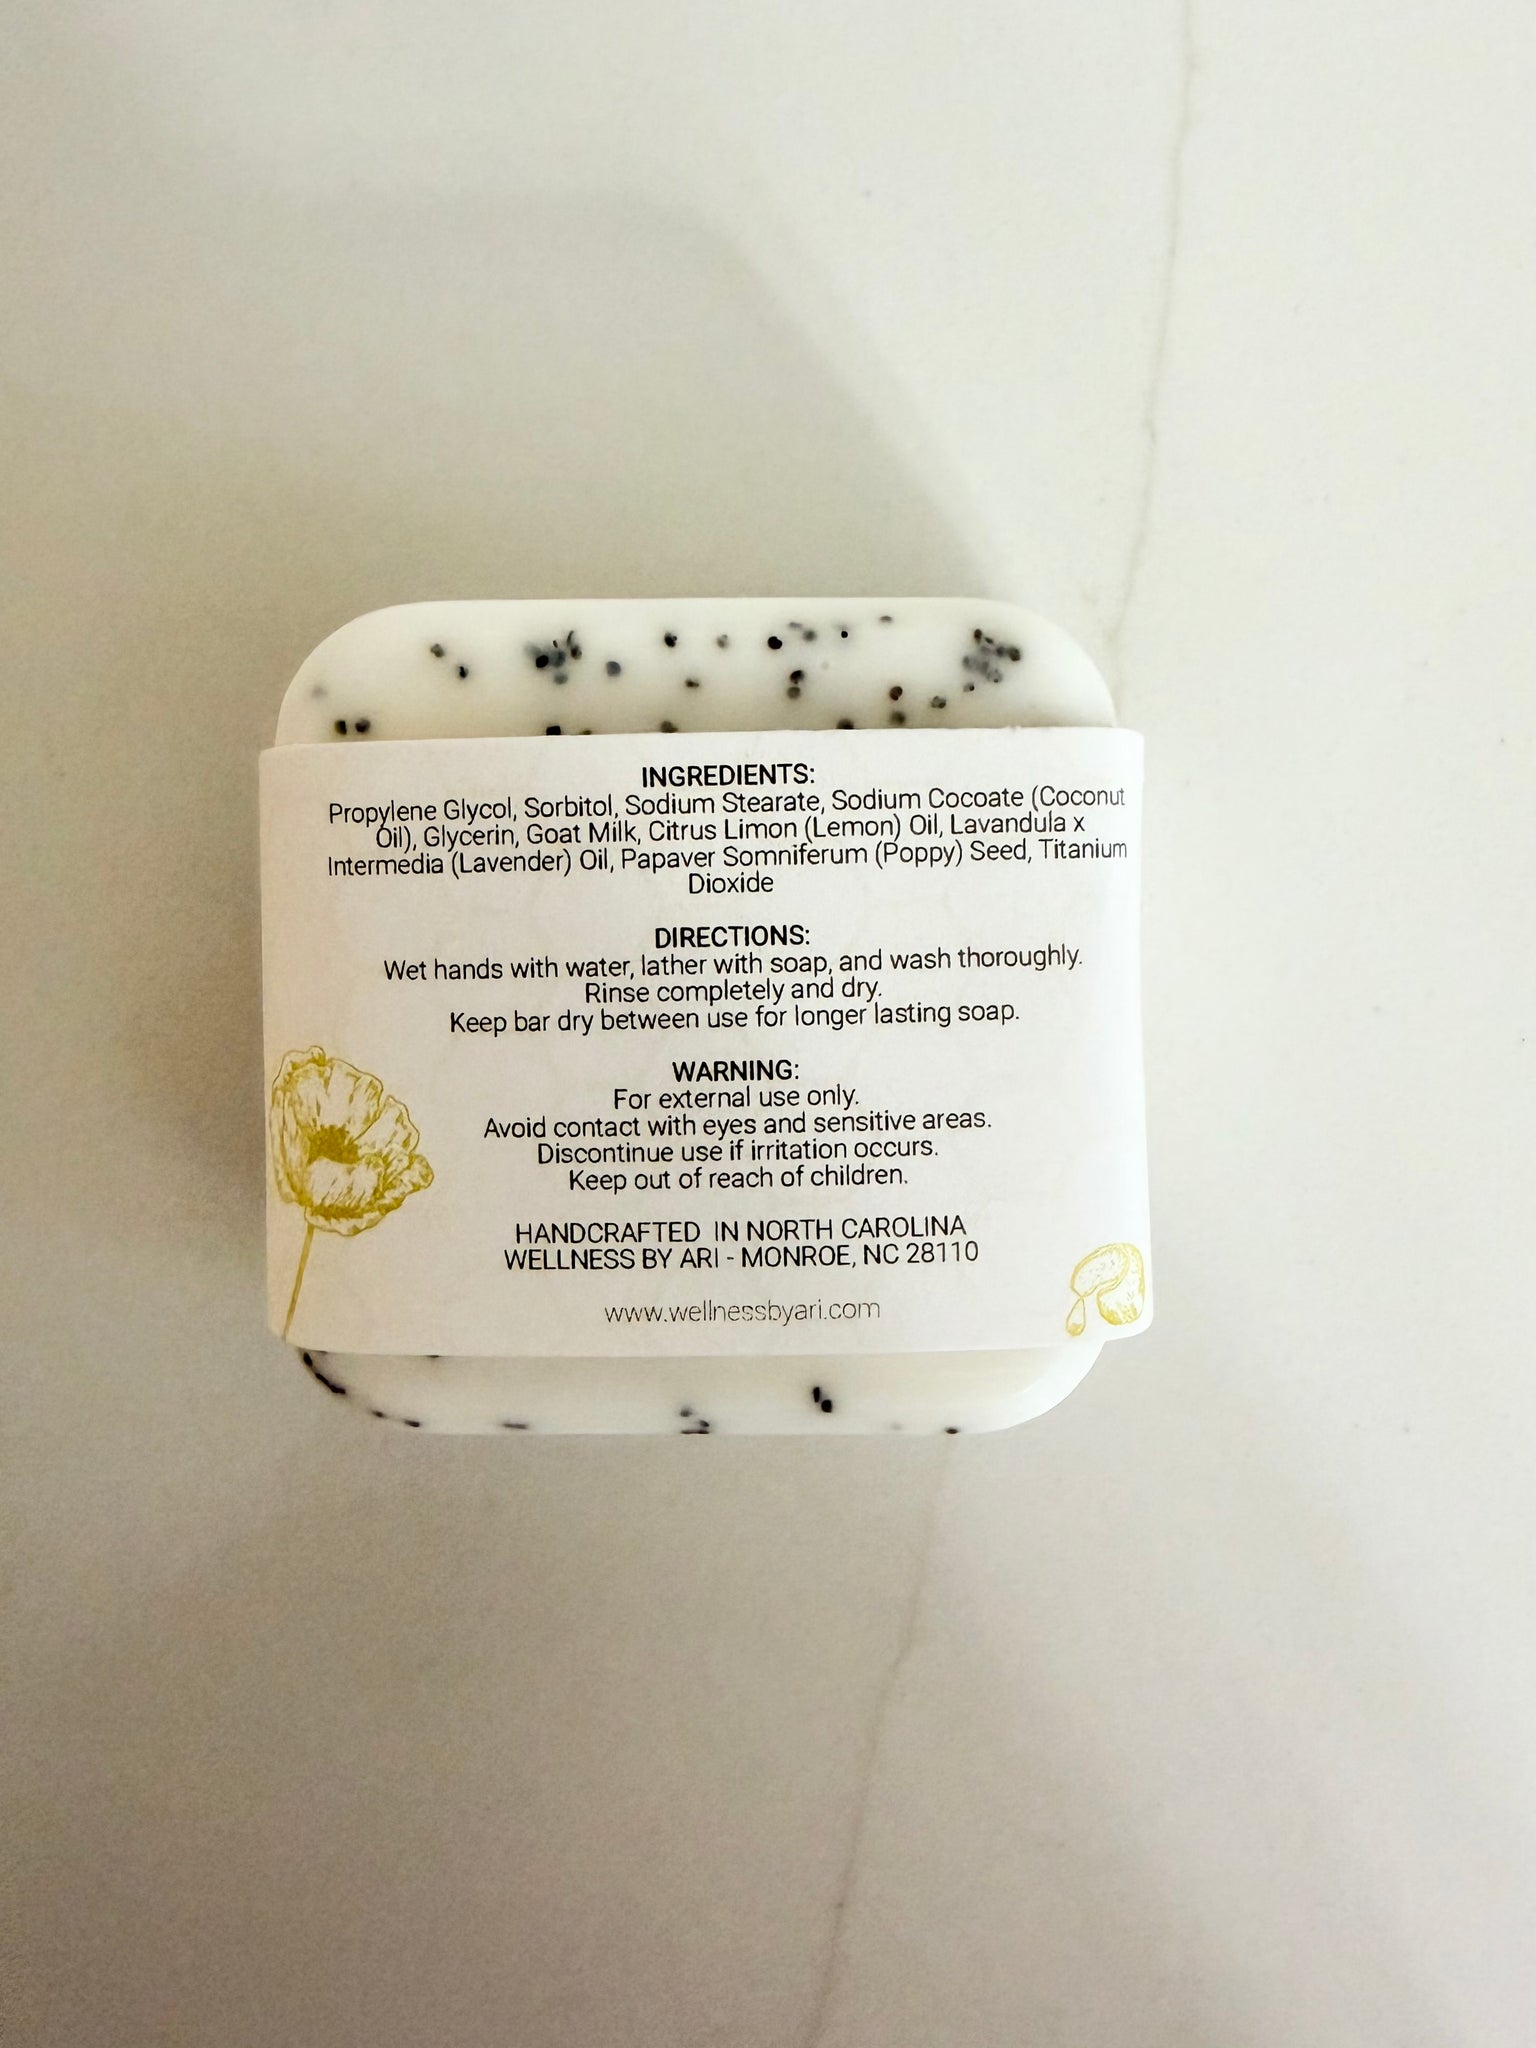 INGREDIENTS:
Propylene Glycol, Sorbitol, Sodium Stearate, Sodium Cocoate (Coconut
Oil), Glycerin, Goat Milk, Citrus Limon (Lemon) Oil, Lavandula x
Intermedia (Lavender) Oil, Papaver Somniferum (Poppy) Seed, Titanium
Dioxide
DIRECTIONS:
Wet hands with water, lather with soap, and wash thoroughly.
Rinse completely and dry.
Keep bar dry between use for longer lasting soap.
WARNING:
For external use only.
Avoid contact with eyes and sensitive areas.
Discontinue use if irritation occurs.
Keep out of reach of children.
HANDCRAFTED IN NORTH CAROLINA
WELLNESS BY ARI - MONROE, NC 28110
www.wellnessbyari.com